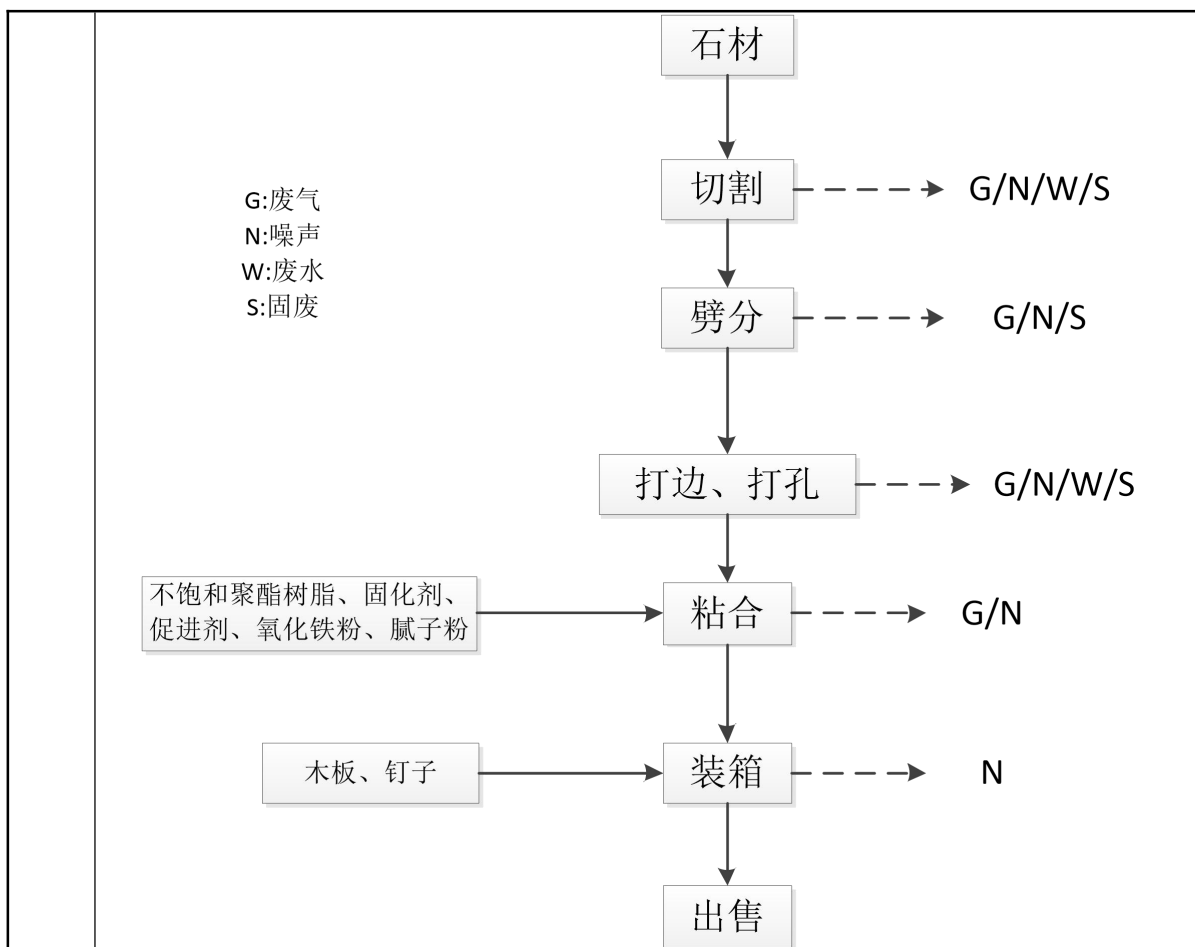 石材
切割
G/N/W/S
G:废气
N:噪声
W:废水
S:固废
劈分
G/N/S
打边、打孔
G/N/W/S
不饱和聚酯树脂、固化剂、
促进剂、氧化铁粉、腻子粉
粘合
G/N
木板、钉子
装箱
N
出售